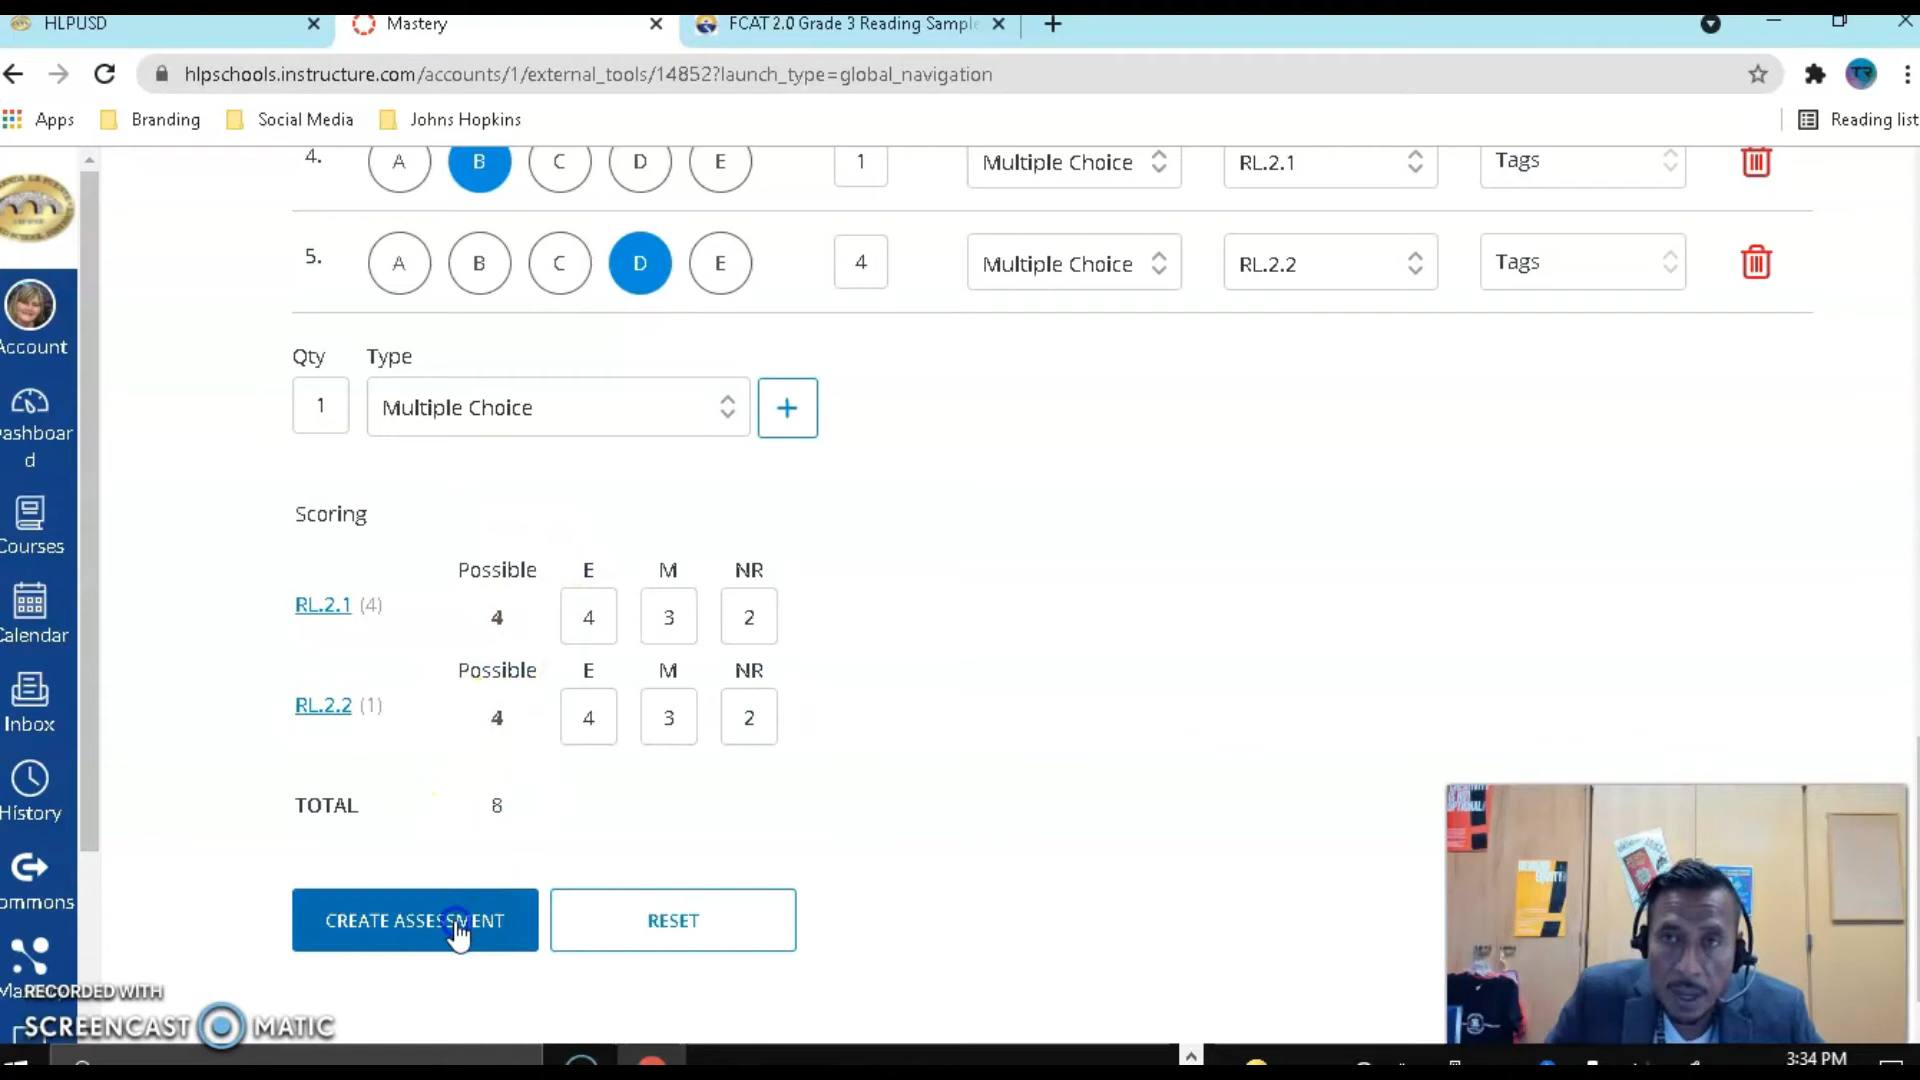 HLPUSD
Mastery
FCAT 2.0 Grade 3 Reading Sample
hlpschools.instructure.com/accounts/1/external_tools/14852?launch_type=global_navigation
Apps
Branding
Social Media
Johns Hopkins
Reading list
4. A B C D E 1 Multiple Choice RL.2.1 Tags
5. A B C D E 4 Multiple Choice RL.2.2 Tags
Qty Type
1 Multiple Choice +
Scoring
Possible E M NR
RL.2.1 (4) 4 4 3 2
Possible E M NR
RL.2.2 (1) 4 4 3 2
TOTAL 8
CREATE ASSESSMENT RESET
Account
ashboar
d
Courses
Calendar
Inbox
History
ommons
RECORDED WITH
SCREENCAST MATIC
TR
3:34 PM